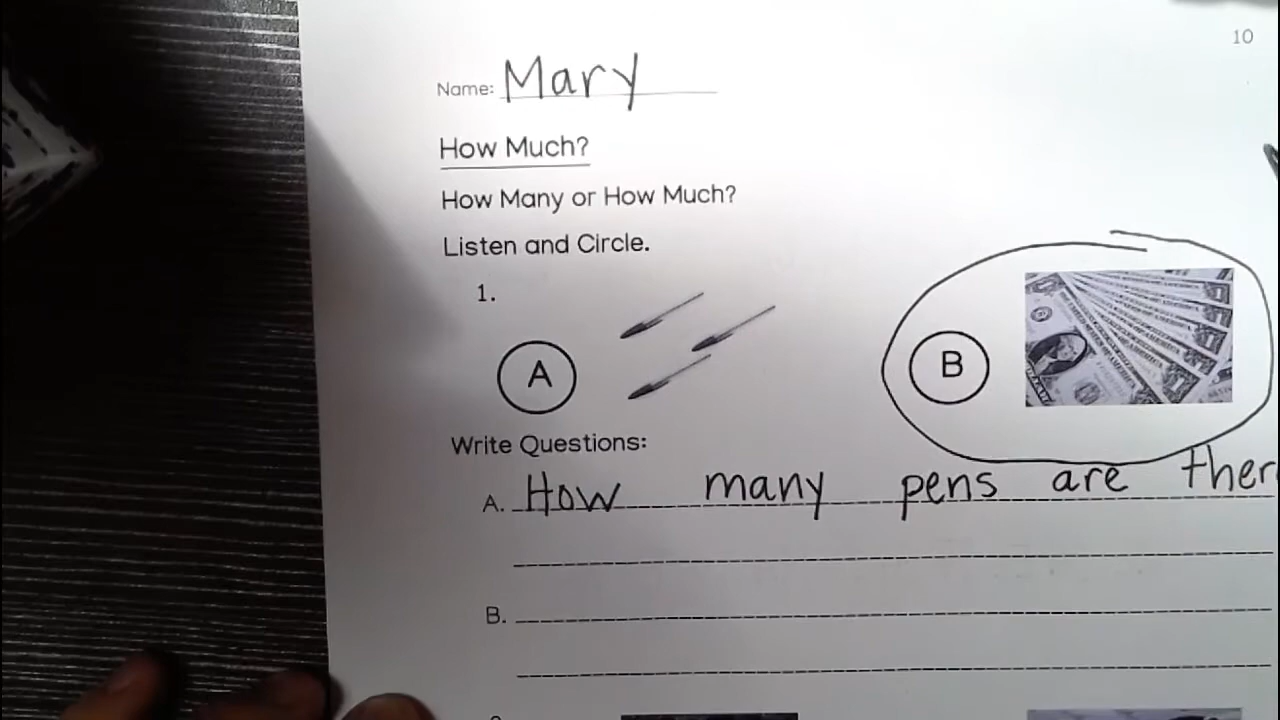 10
Name: Mary
How Much?
How Many or How Much?
Listen and Circle.
1.
A
B
Write Questions:
A. How many pens are ther
B.